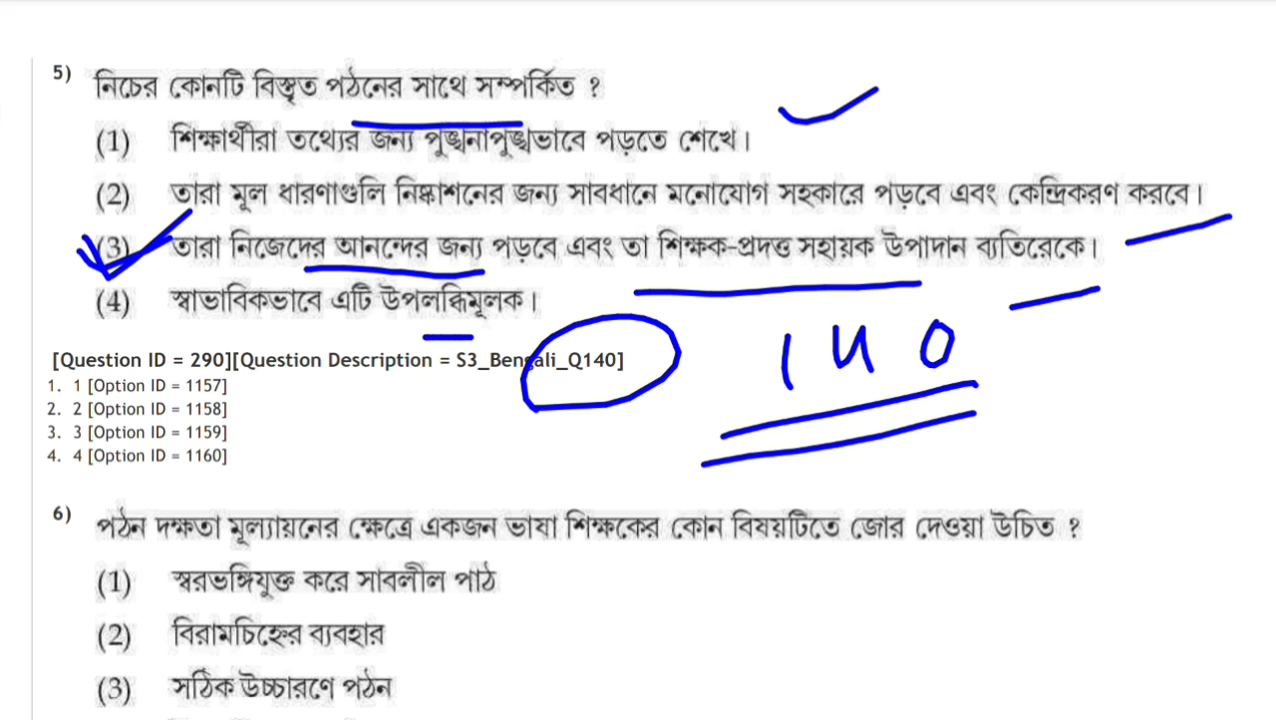 5) নিচের কোনটি বিস্তৃত পঠনের সাথে সম্পর্কিত ?
(1) শিক্ষার্থীরা তথ্যের জন্য পুঙ্খনাপুঙ্খভাবে পড়তে শেখে।
(2) তারা মূল ধারণাগুলি নিষ্কাশনের জন্য সাবধানে মনোযোগ সহকারে পড়বে এবং কেন্দ্রিকরণ করবে।
(3) তারা নিজেদের আনন্দের জন্য পড়বে এবং তা শিক্ষক-প্রদত্ত সহায়ক উপাদান ব্যতিরেকে।
(4) স্বাভাবিকভাবে এটি উপলব্ধিমূলক।
140
[Question ID = 290][Question Description = S3_Bengali_Q140]
1. 1 [Option ID = 1157]
2. 2 [Option ID = 1158]
3. 3 [Option ID = 1159]
4. 4 [Option ID = 1160]
6) পঠন দক্ষতা মূল্যায়নের ক্ষেত্রে একজন ভাষা শিক্ষকের কোন বিষয়টিতে জোর দেওয়া উচিত ?
(1) স্বরভঙ্গিযুক্ত করে সাবলীল পাঠ
(2) বিরামচিহ্নের ব্যবহার
(3) সঠিক উচ্চারণে পঠন